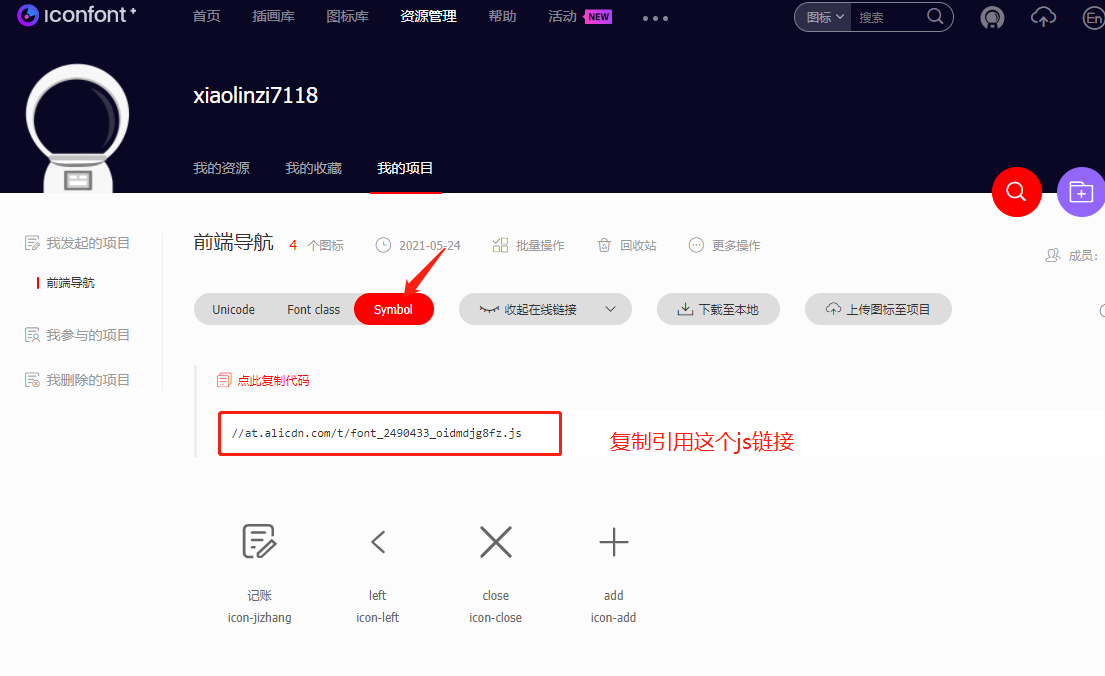 iconfont+ 首页 插画库 图标库 资源管理 帮助 活动 NEW 图标 搜索 En
xiaolinzi7118
我的资源 我的收藏 我的项目
我发起的项目
前端导航
我参与的项目
我删除的项目
前端导航 4 个图标 2021-05-24 批量操作 回收站 更多操作 成员:
Unicode Font class Symbol 收起在线链接 下载至本地 上传图标至项目
点此复制代码
//at.alicdn.com/t/font_2490433_oidmdjg8fz.js
复制引用这个js链接
记账 left close add
icon-jizhang icon-left icon-close icon-add